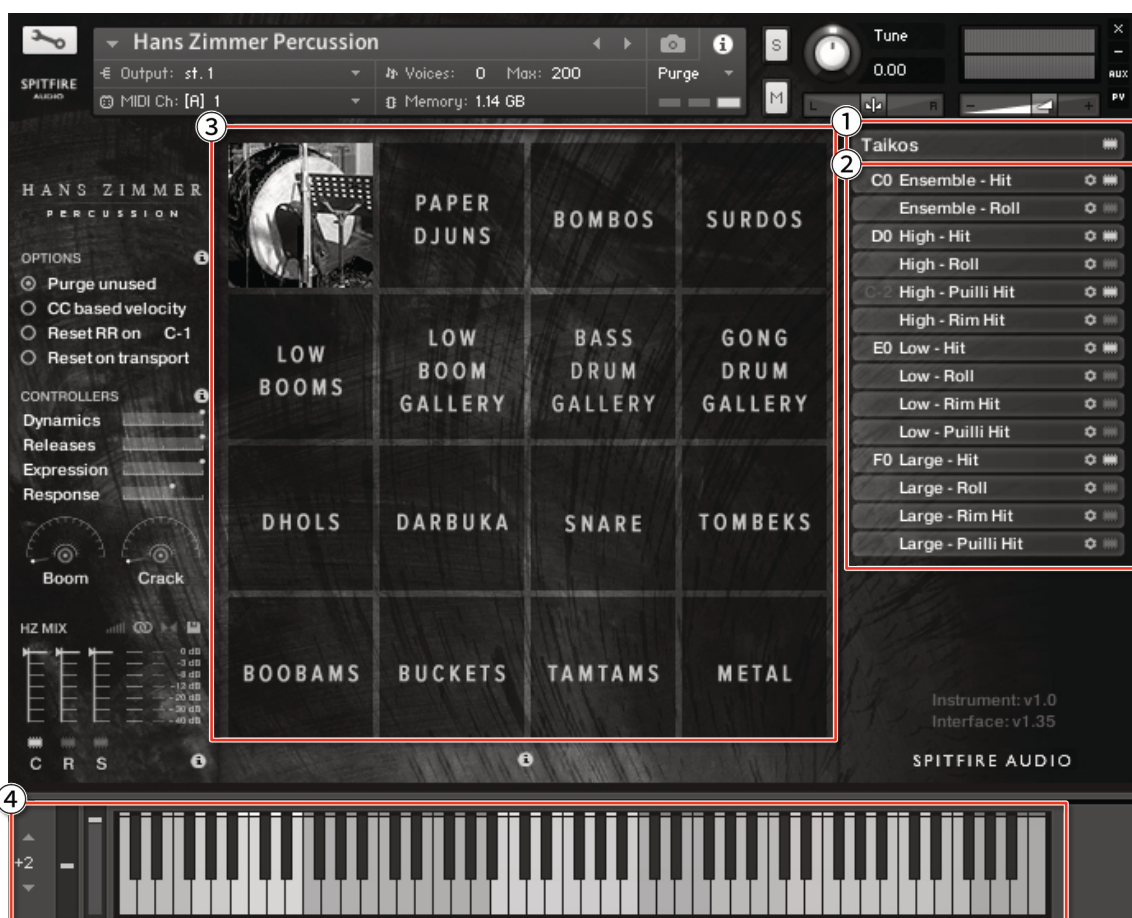 Hans Zimmer Percussion
Output: st.1
Voices: 0 Max: 200
Purge
MIDI Ch: [A] 1
Memory: 1.14 GB
SPITFIRE
AUDIO
S
M
Tune
0.00
L R
- +
×
-
AUX
PV
1
Taikos
2
C0 Ensemble - Hit
Ensemble - Roll
D0 High - Hit
High - Roll
C-2 High - Puilli Hit
High - Rim Hit
E0 Low - Hit
Low - Roll
Low - Rim Hit
Low - Puilli Hit
F0 Large - Hit
Large - Roll
Large - Rim Hit
Large - Puilli Hit
3
PAPER
DJUNS
BOMBOS
SURDOS
LOW
BOOMS
LOW
BOOM
GALLERY
BASS
DRUM
GALLERY
GONG
DRUM
GALLERY
DHOLS
DARBUKA
SNARE
TOMBEKS
BOOBAMS
BUCKETS
TAMTAMS
METAL
HANS ZIMMER
PERCUSSION
OPTIONS
Purge unused
CC based velocity
Reset RR on C-1
Reset on transport
CONTROLLERS
Dynamics
Releases
Expression
Response
Boom
Crack
HZ MIX
0 dB
-3 dB
-8 dB
-12 dB
-20 dB
-30 dB
-40 dB
C R S
Instrument: v1.0
Interface: v1.35
SPITFIRE AUDIO
4
+2